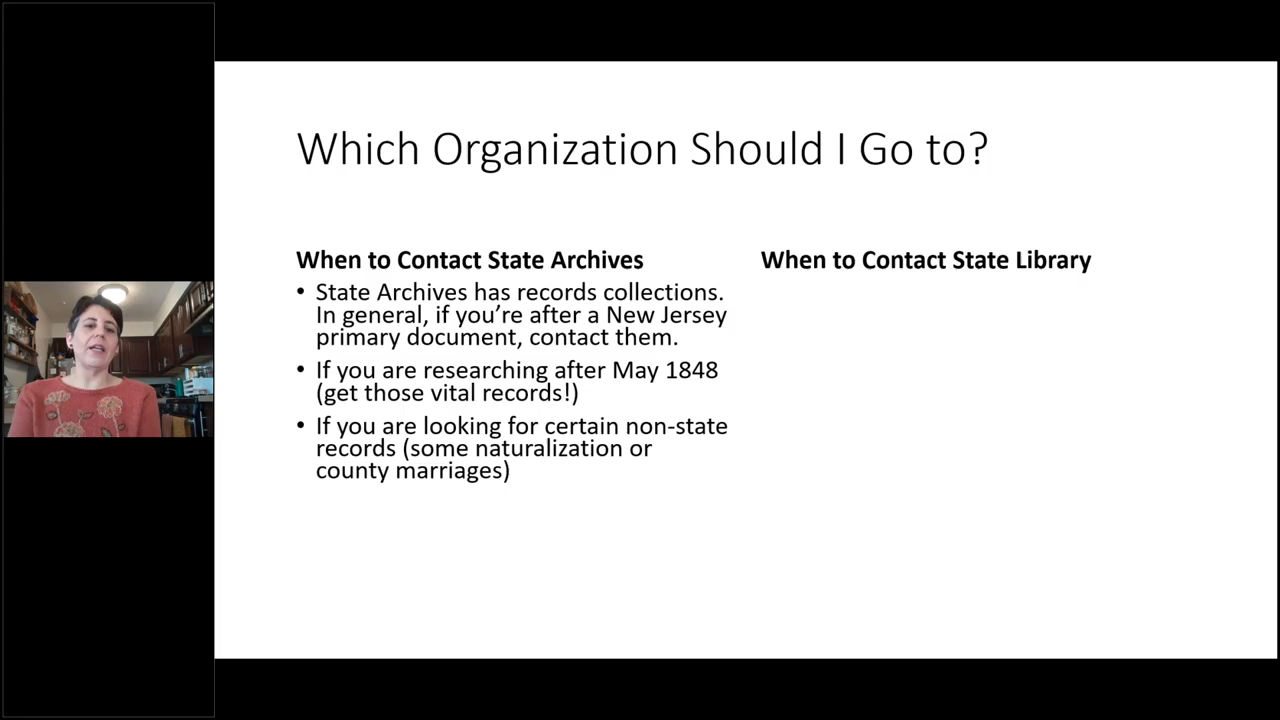 Which Organization Should I Go to?
When to Contact State Archives
• State Archives has records collections.
In general, if you’re after a New Jersey
primary document, contact them.
• If you are researching after May 1848
(get those vital records!)
• If you are looking for certain non-state
records (some naturalization or
county marriages)
When to Contact State Library